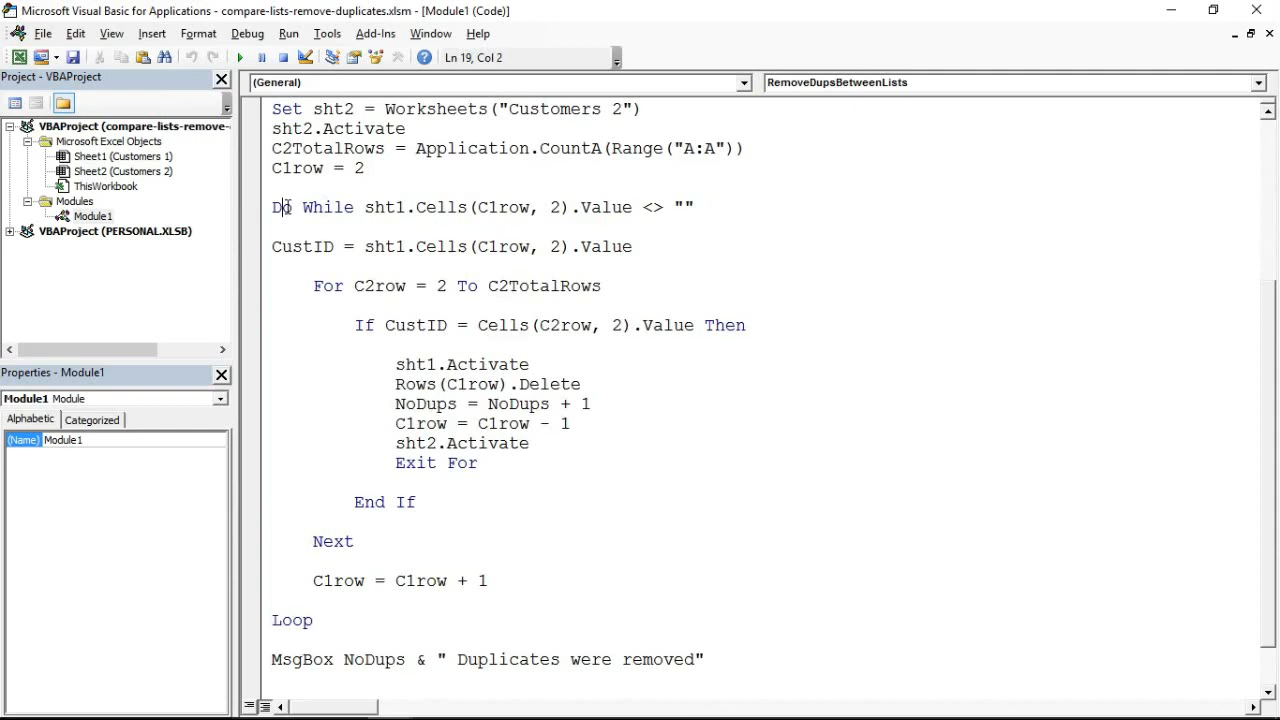 Microsoft Visual Basic for Applications - compare-lists-remove-duplicates.xlsm - [Module1 (Code)]
File Edit View Insert Format Debug Run Tools Add-Ins Window Help
Ln 19, Col 2
Project - VBAProject
(General) RemoveDupsBetweenLists
VBAProject (compare-lists-remove-
Microsoft Excel Objects
Sheet1 (Customers 1)
Sheet2 (Customers 2)
ThisWorkbook
Modules
Module1
VBAProject (PERSONAL.XLSB)
Properties - Module1
Module1 Module
Alphabetic Categorized
(Name) Module1
Set sht2 = Worksheets("Customers 2")
sht2.Activate
C2TotalRows = Application.CountA(Range("A:A"))
C1row = 2
Do While sht1.Cells(C1row, 2).Value <> ""
CustID = sht1.Cells(C1row, 2).Value
For C2row = 2 To C2TotalRows
If CustID = Cells(C2row, 2).Value Then
sht1.Activate
Rows(C1row).Delete
NoDups = NoDups + 1
C1row = C1row - 1
sht2.Activate
Exit For
End If
Next
C1row = C1row + 1
Loop
MsgBox NoDups & " Duplicates were removed"